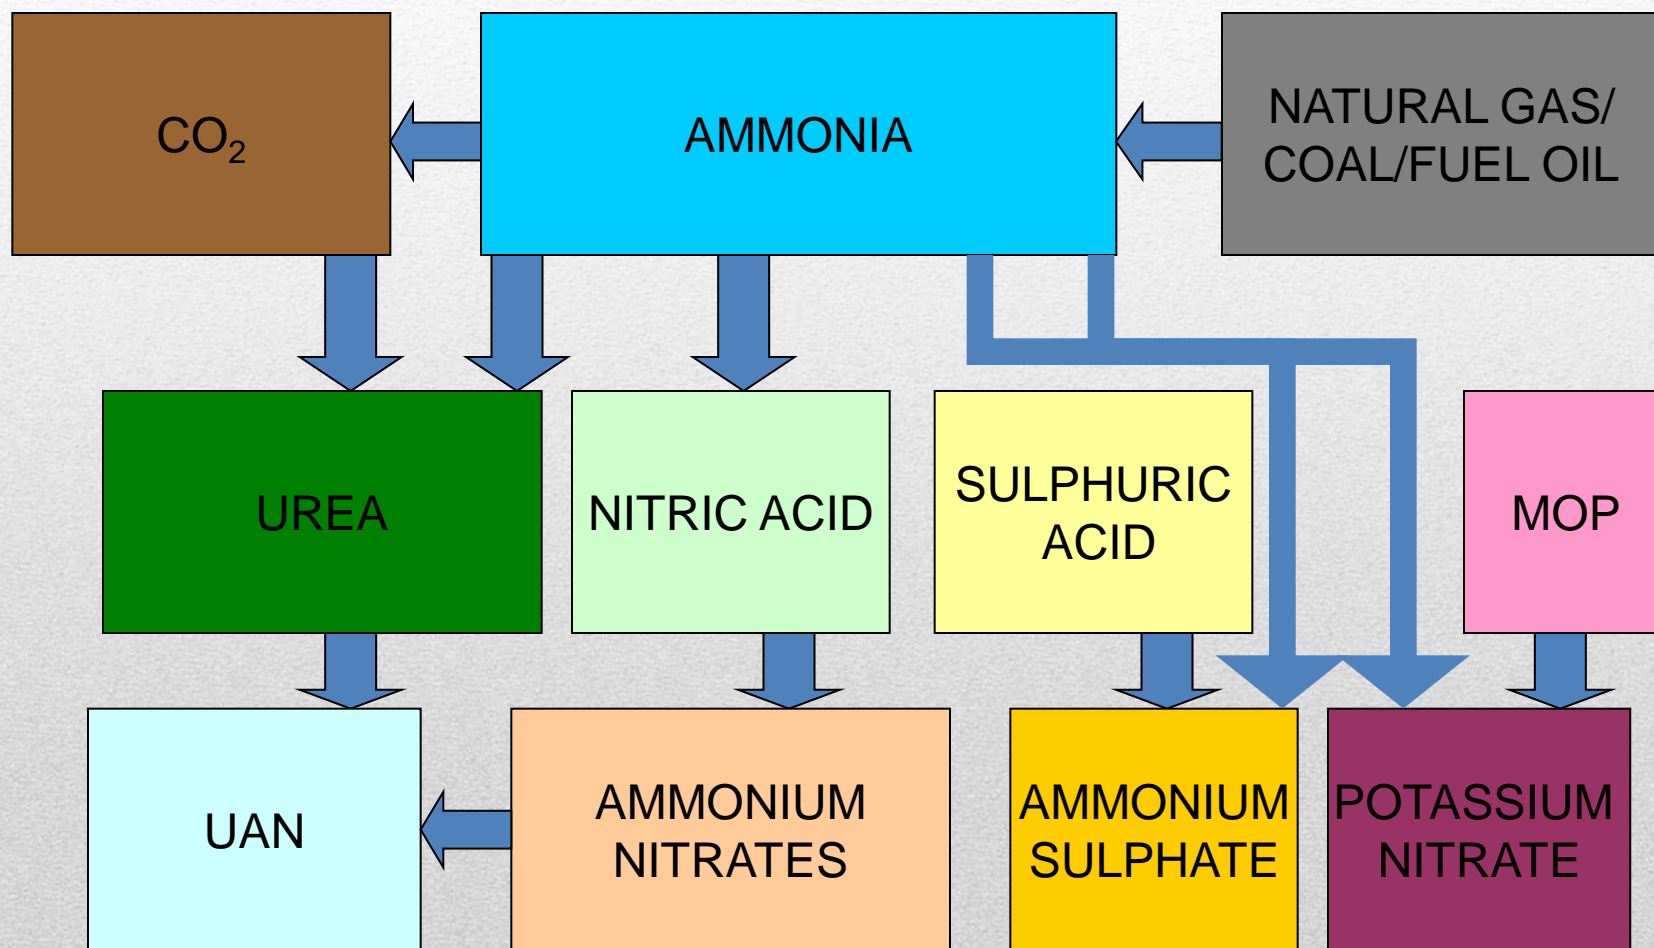 CO₂
AMMONIA
NATURAL GAS/
COAL/FUEL OIL
UREA
NITRIC ACID
SULPHURIC
ACID
MOP
UAN
AMMONIUM
NITRATES
AMMONIUM
SULPHATE
POTASSIUM
NITRATE